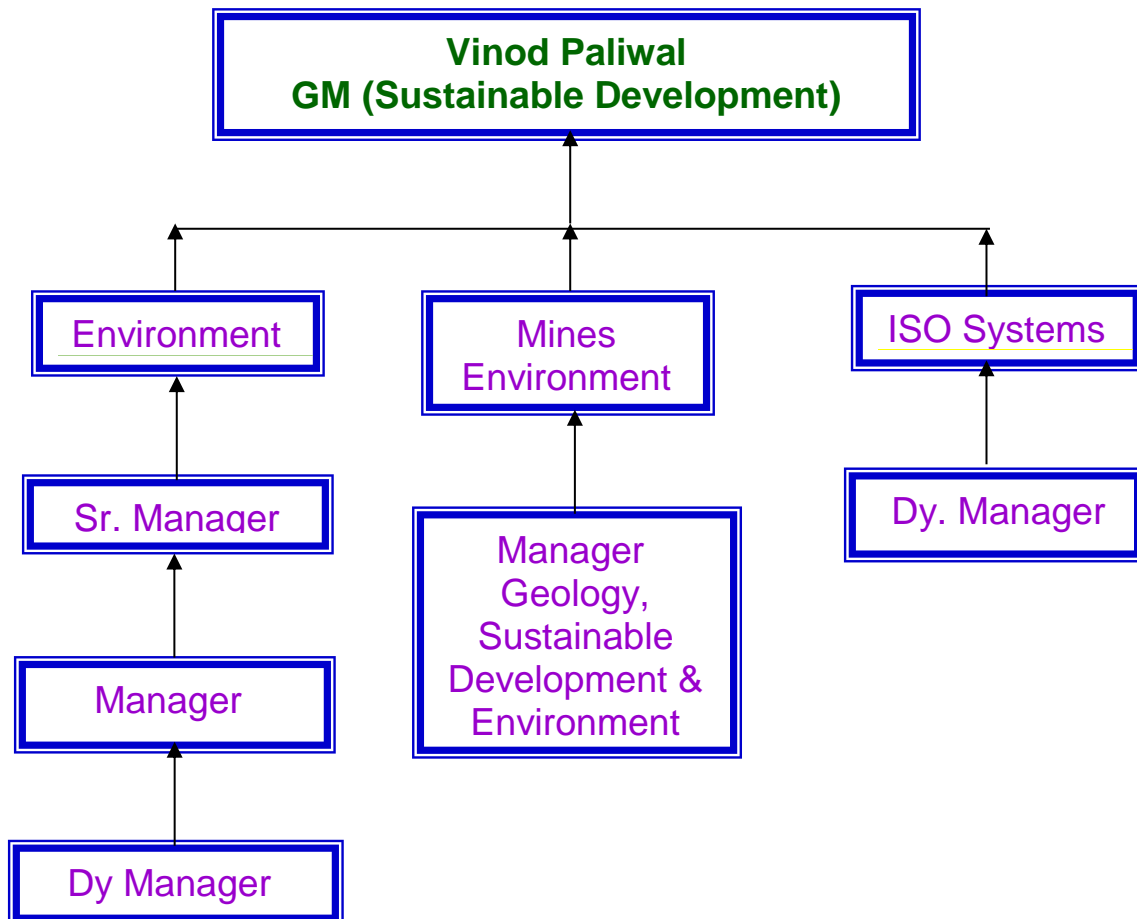 Vinod Paliwal
GM (Sustainable Development)
Environment
Mines
Environment
ISO Systems
Sr. Manager
Manager
Geology,
Sustainable
Development &
Environment
Dy. Manager
Manager
Dy Manager